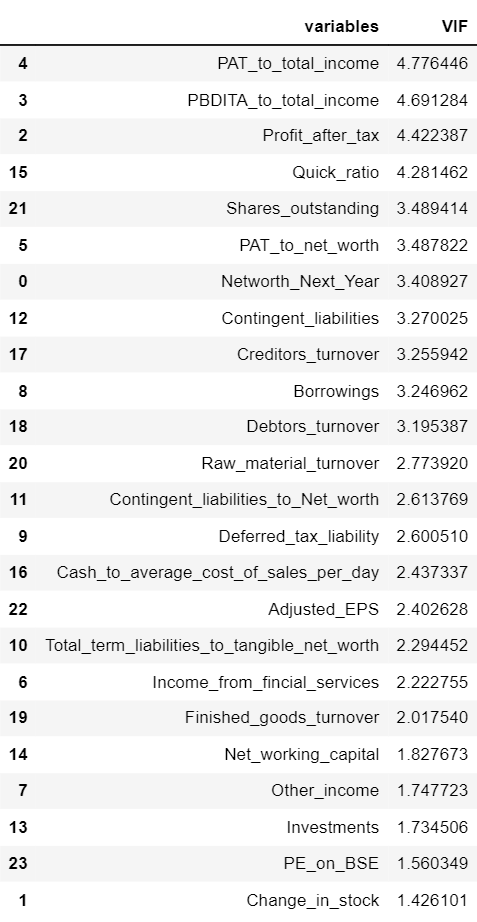 variables VIF
4 PAT_to_total_income 4.776446
3 PBDITA_to_total_income 4.691284
2 Profit_after_tax 4.422387
15 Quick_ratio 4.281462
21 Shares_outstanding 3.489414
5 PAT_to_net_worth 3.487822
0 Networth_Next_Year 3.408927
12 Contingent_liabilities 3.270025
17 Creditors_turnover 3.255942
8 Borrowings 3.246962
18 Debtors_turnover 3.195387
20 Raw_material_turnover 2.773920
11 Contingent_liabilities_to_Net_worth 2.613769
9 Deferred_tax_liability 2.600510
16 Cash_to_average_cost_of_sales_per_day 2.437337
22 Adjusted_EPS 2.402628
10 Total_term_liabilities_to_tangible_net_worth 2.294452
6 Income_from_fincial_services 2.222755
19 Finished_goods_turnover 2.017540
14 Net_working_capital 1.827673
7 Other_income 1.747723
13 Investments 1.734506
23 PE_on_BSE 1.560349
1 Change_in_stock 1.426101